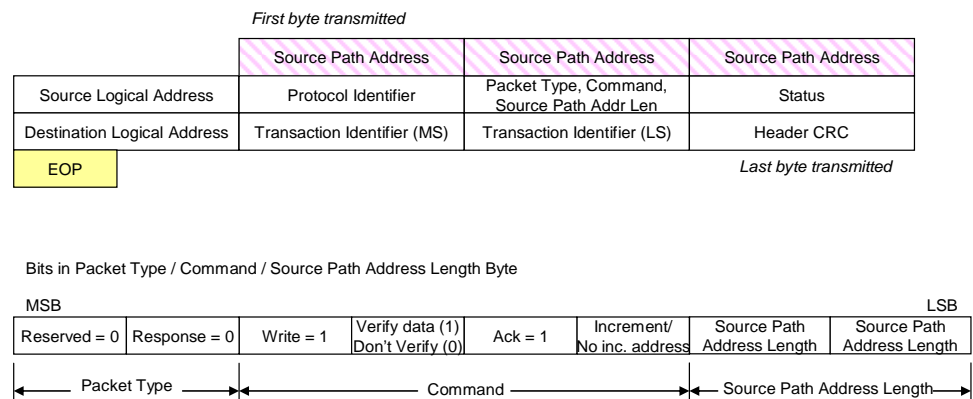 First byte transmitted
Source Path Address Source Path Address Source Path Address
Source Logical Address Protocol Identifier Packet Type, Command, Source Path Addr Len Status
Destination Logical Address Transaction Identifier (MS) Transaction Identifier (LS) Header CRC
EOP Last byte transmitted
Bits in Packet Type / Command / Source Path Address Length Byte
MSB LSB
Reserved = 0 Response = 0 Write = 1 Verify data (1) Don't Verify (0) Ack = 1 Increment/ No inc. address Source Path Address Length Source Path Address Length
Packet Type Command Source Path Address Length